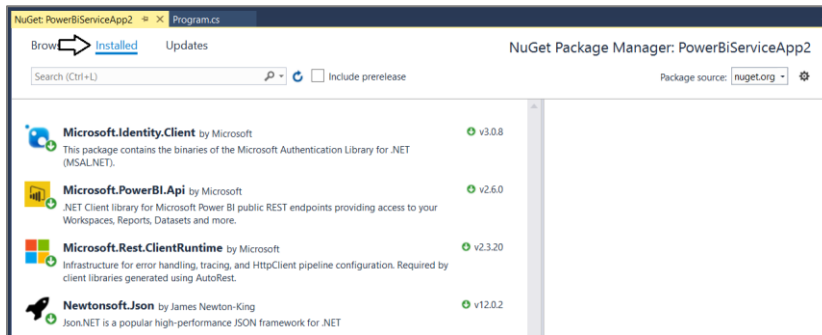 NuGet: PowerBiServiceApp2 Program.cs
Installed Updates
NuGet Package Manager: PowerBiServiceApp2
Search (Ctrl+L) Include prerelease Package source: nuget.org
Microsoft.Identity.Client by Microsoft v3.0.8
This package contains the binaries of the Microsoft Authentication Library for .NET
(MSAL.NET).
Microsoft.PowerBI.Api by Microsoft v2.6.0
.NET Client library for Microsoft Power BI public REST endpoints providing access to your
Workspaces, Reports, Datasets and more.
Microsoft.Rest.ClientRuntime by Microsoft v2.3.20
Infrastructure for error handling, tracing, and HttpClient pipeline configuration. Required by
client libraries generated using AutoRest.
Newtonsoft.Json by James Newton-King v12.0.2
Json.NET is a popular high-performance JSON framework for .NET